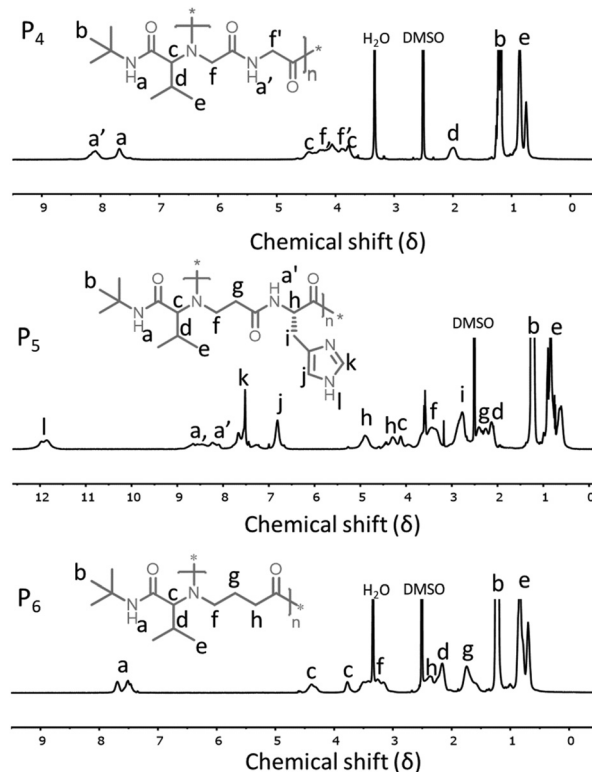 P₄
b O c * N f O N H a' f' * O n
N H a d e
H₂O DMSO b e
a' a c f, f' c d
9 8 7 6 5 4 3 2 1 0
Chemical shift (δ)
P₅
b O c * N f g O H N a' h O n *
N H a d e i N k j N H l
DMSO b e
l a, a' k j h h c f i g d
12 11 10 9 8 7 6 5 4 3 2 1 0
Chemical shift (δ)
P₆
b O c * N f g h O n *
N H a d e
H₂O DMSO b e
a c c f h d g
9 8 7 6 5 4 3 2 1 0
Chemical shift (δ)